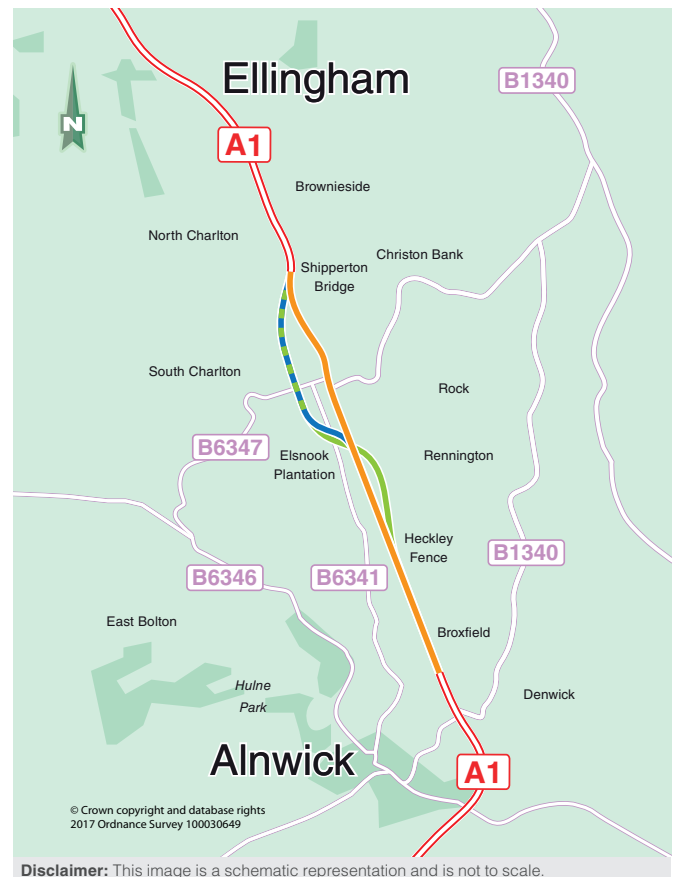 Ellingham
B1340
N
A1
Brownieside
North Charlton
Christon Bank
Shipperton
Bridge
South Charlton
Rock
B6347
Elsnook
Plantation
Rennington
Heckley
Fence
B1340
B6346
B6341
East Bolton
Broxfield
Hulne
Park
Denwick
Alnwick
A1
© Crown copyright and database rights
2017 Ordnance Survey 100030649
Disclaimer: This image is a schematic representation and is not to scale.